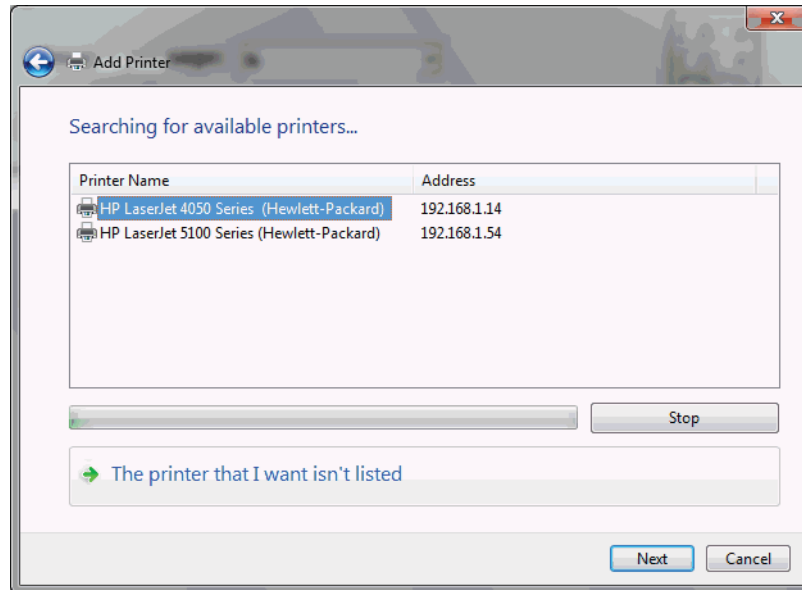 Add Printer
Searching for available printers...
Printer Name Address
HP LaserJet 4050 Series (Hewlett-Packard) 192.168.1.14
HP LaserJet 5100 Series (Hewlett-Packard) 192.168.1.54
Stop
The printer that I want isn't listed
Next Cancel